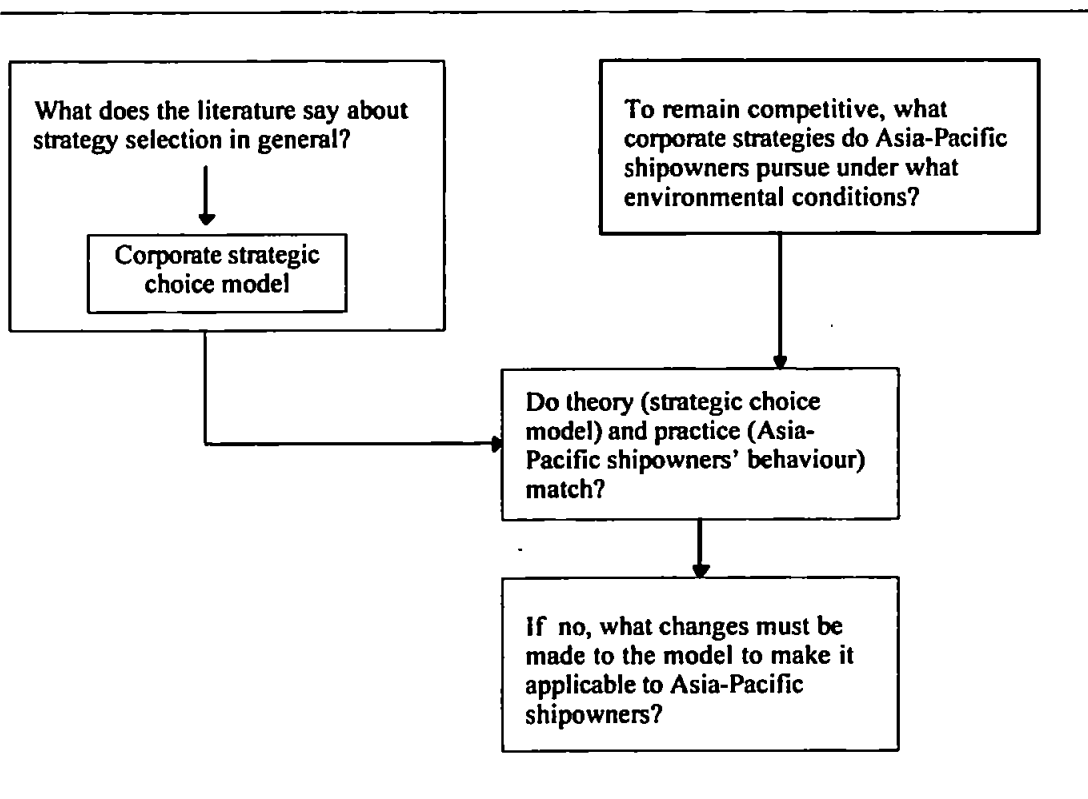 What does the literature say about
strategy selection in general?
Corporate strategic
choice model
To remain competitive, what
corporate strategies do Asia-Pacific
shipowners pursue under what
environmental conditions?
Do theory (strategic choice
model) and practice (Asia-
Pacific shipowners' behaviour)
match?
If no, what changes must be
made to the model to make it
applicable to Asia-Pacific
shipowners?